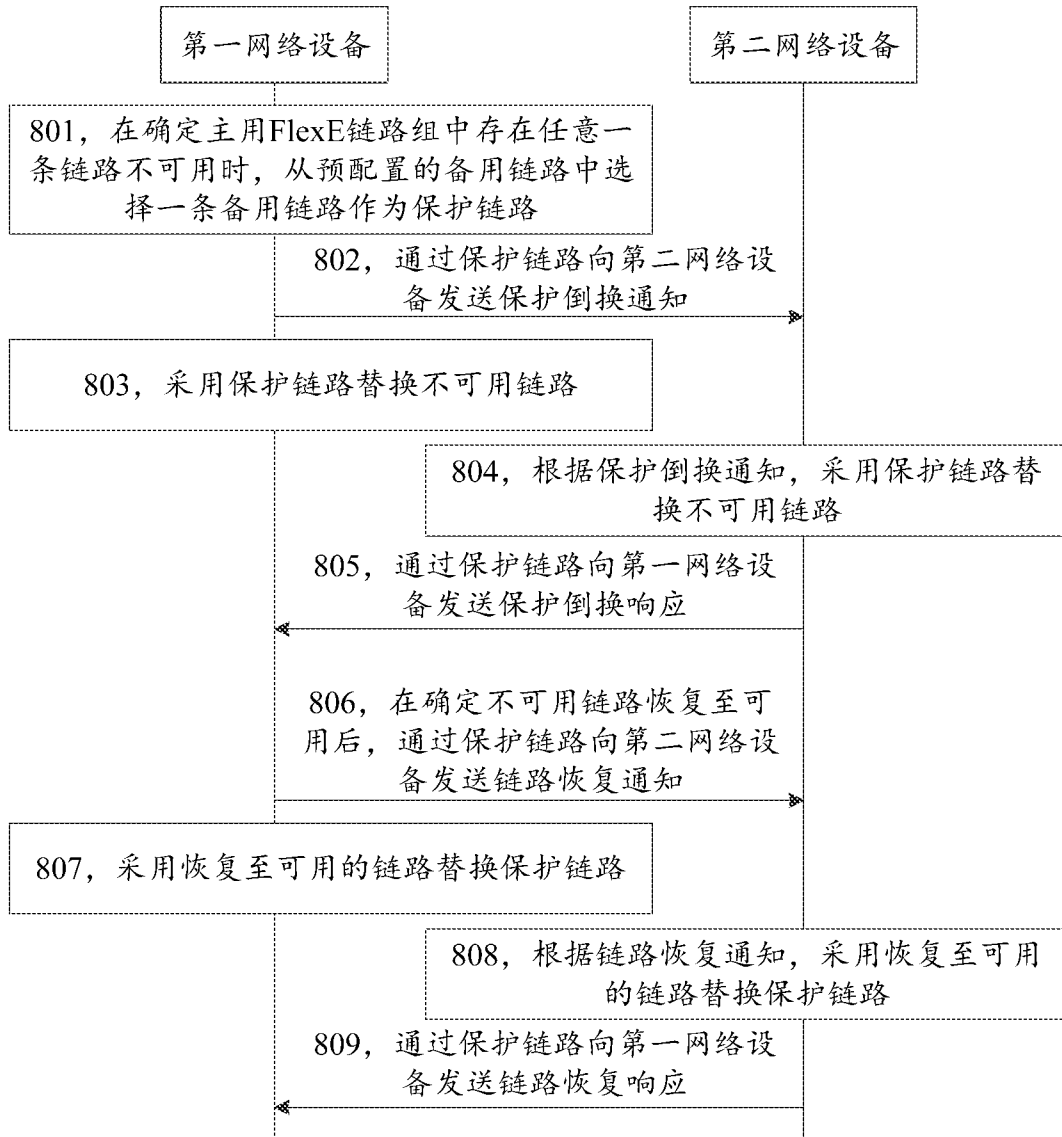 第一网络设备
第二网络设备
801，在确定主用FlexE链路组中存在任意一
条链路不可用时，从预配置的备用链路中选
择一条备用链路作为保护链路
802，通过保护链路向第二网络设
备发送保护倒换通知
803，采用保护链路替换不可用链路
804，根据保护倒换通知，采用保护链路替
换不可用链路
805，通过保护链路向第一网络设
备发送保护倒换响应
806，在确定不可用链路恢复至可
用后，通过保护链路向第二网络设
备发送链路恢复通知
807，采用恢复至可用的链路替换保护链路
808，根据链路恢复通知，采用恢复至可用
的链路替换保护链路
809，通过保护链路向第一网络设
备发送链路恢复响应